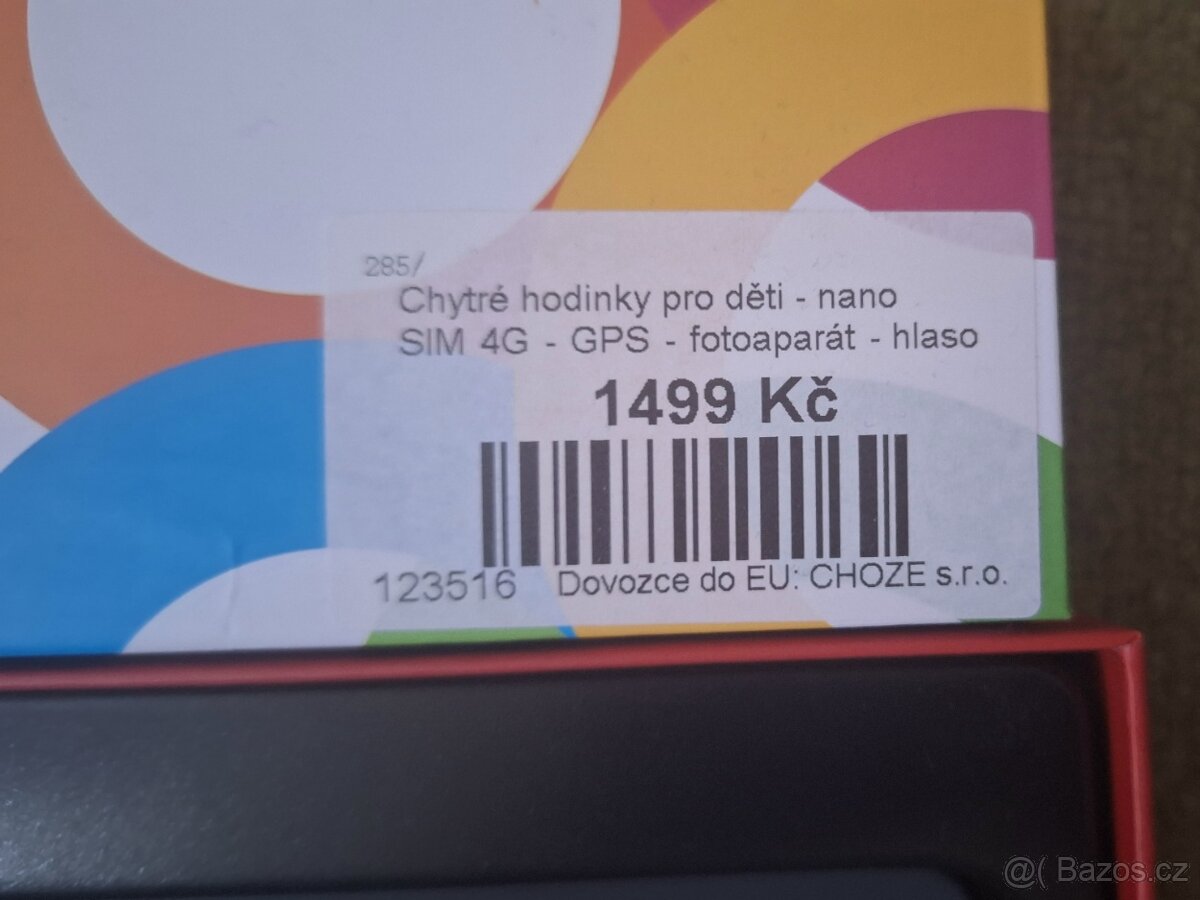 285/
Chytré hodinky pro děti - nano
SIM 4G - GPS - fotoaparát - hlaso
1499 Kč
123516 Dovozce do EU: CHOZE s.r.o.
@( Bazos.cz